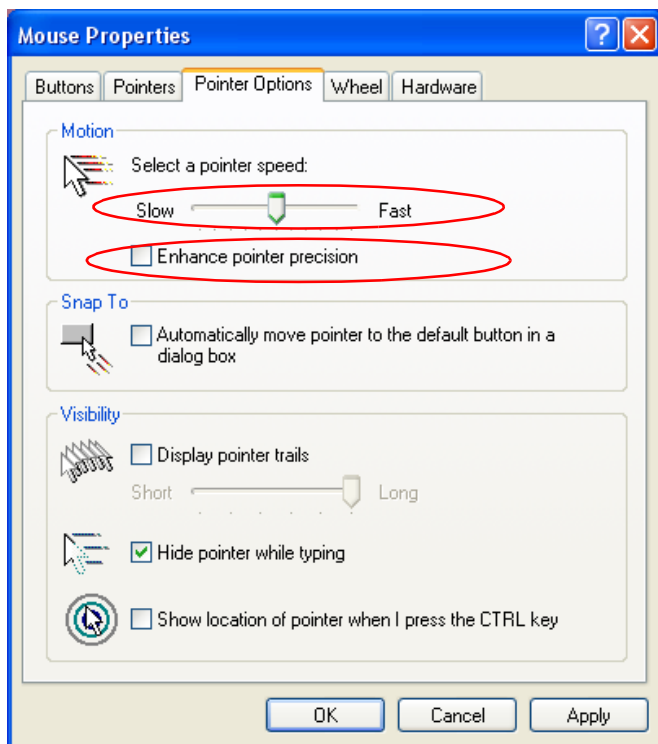 Mouse Properties
Buttons Pointers Pointer Options Wheel Hardware
Motion
Select a pointer speed:
Slow Fast
Enhance pointer precision
Snap To
Automatically move pointer to the default button in a
dialog box
Visibility
Display pointer trails
Short Long
Hide pointer while typing
Show location of pointer when I press the CTRL key
OK Cancel Apply